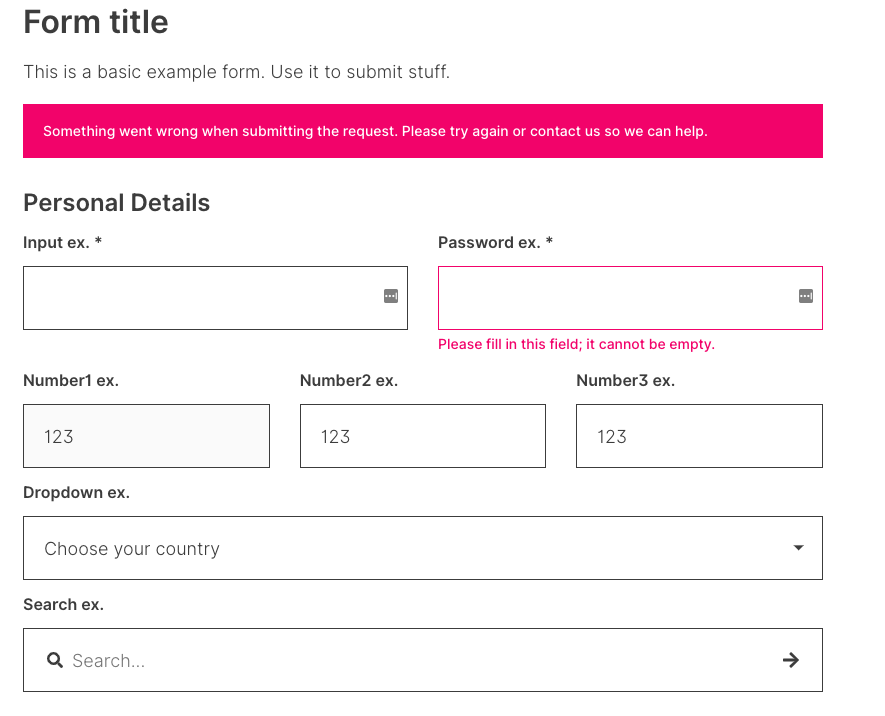 Form title
This is a basic example form. Use it to submit stuff.
Something went wrong when submitting the request. Please try again or contact us so we can help.
Personal Details
Input ex. *
Password ex. *
Please fill in this field; it cannot be empty.
Number1 ex.
Number2 ex.
Number3 ex.
123
123
123
Dropdown ex.
Choose your country
Search ex.
Search...